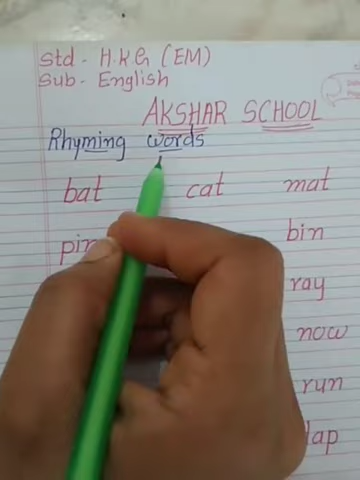 Std - H.K.G (EM)
Sub - English
AKSHAR SCHOOL
Rhyming words
bat cat mat
bin
ray
now
run
lap